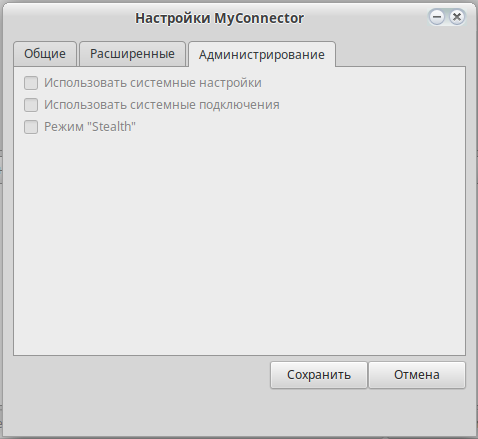 Настройки MyConnector
Общие Расширенные Администрирование
Использовать системные настройки
Использовать системные подключения
Режим "Stealth"
Сохранить Отмена